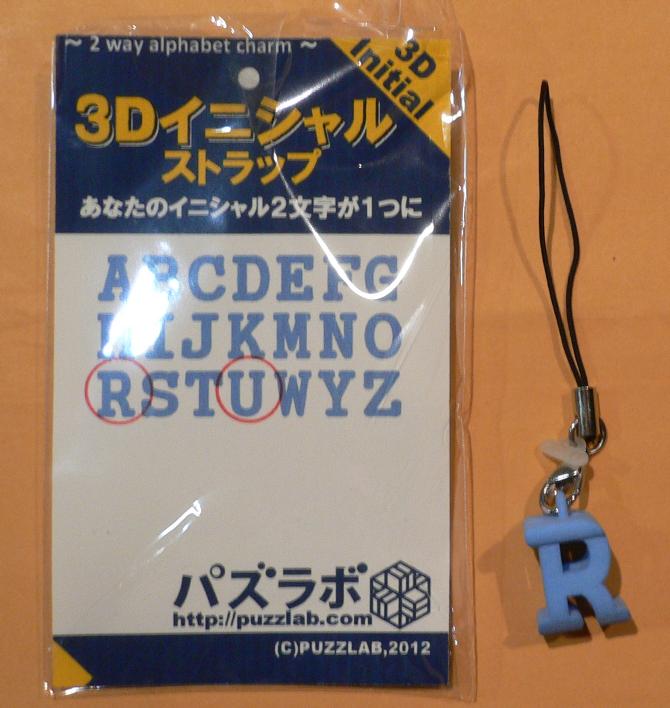 ~ 2 way alphabet charm ~
3D
Initial
3Dイニシャル
ストラップ
あなたのイニシャル2文字が1つに
ABCDEFG
HIJKMNO
RSTUWYZ
パズラボ
http://puzzlab.com
(C)PUZZLAB,2012
R